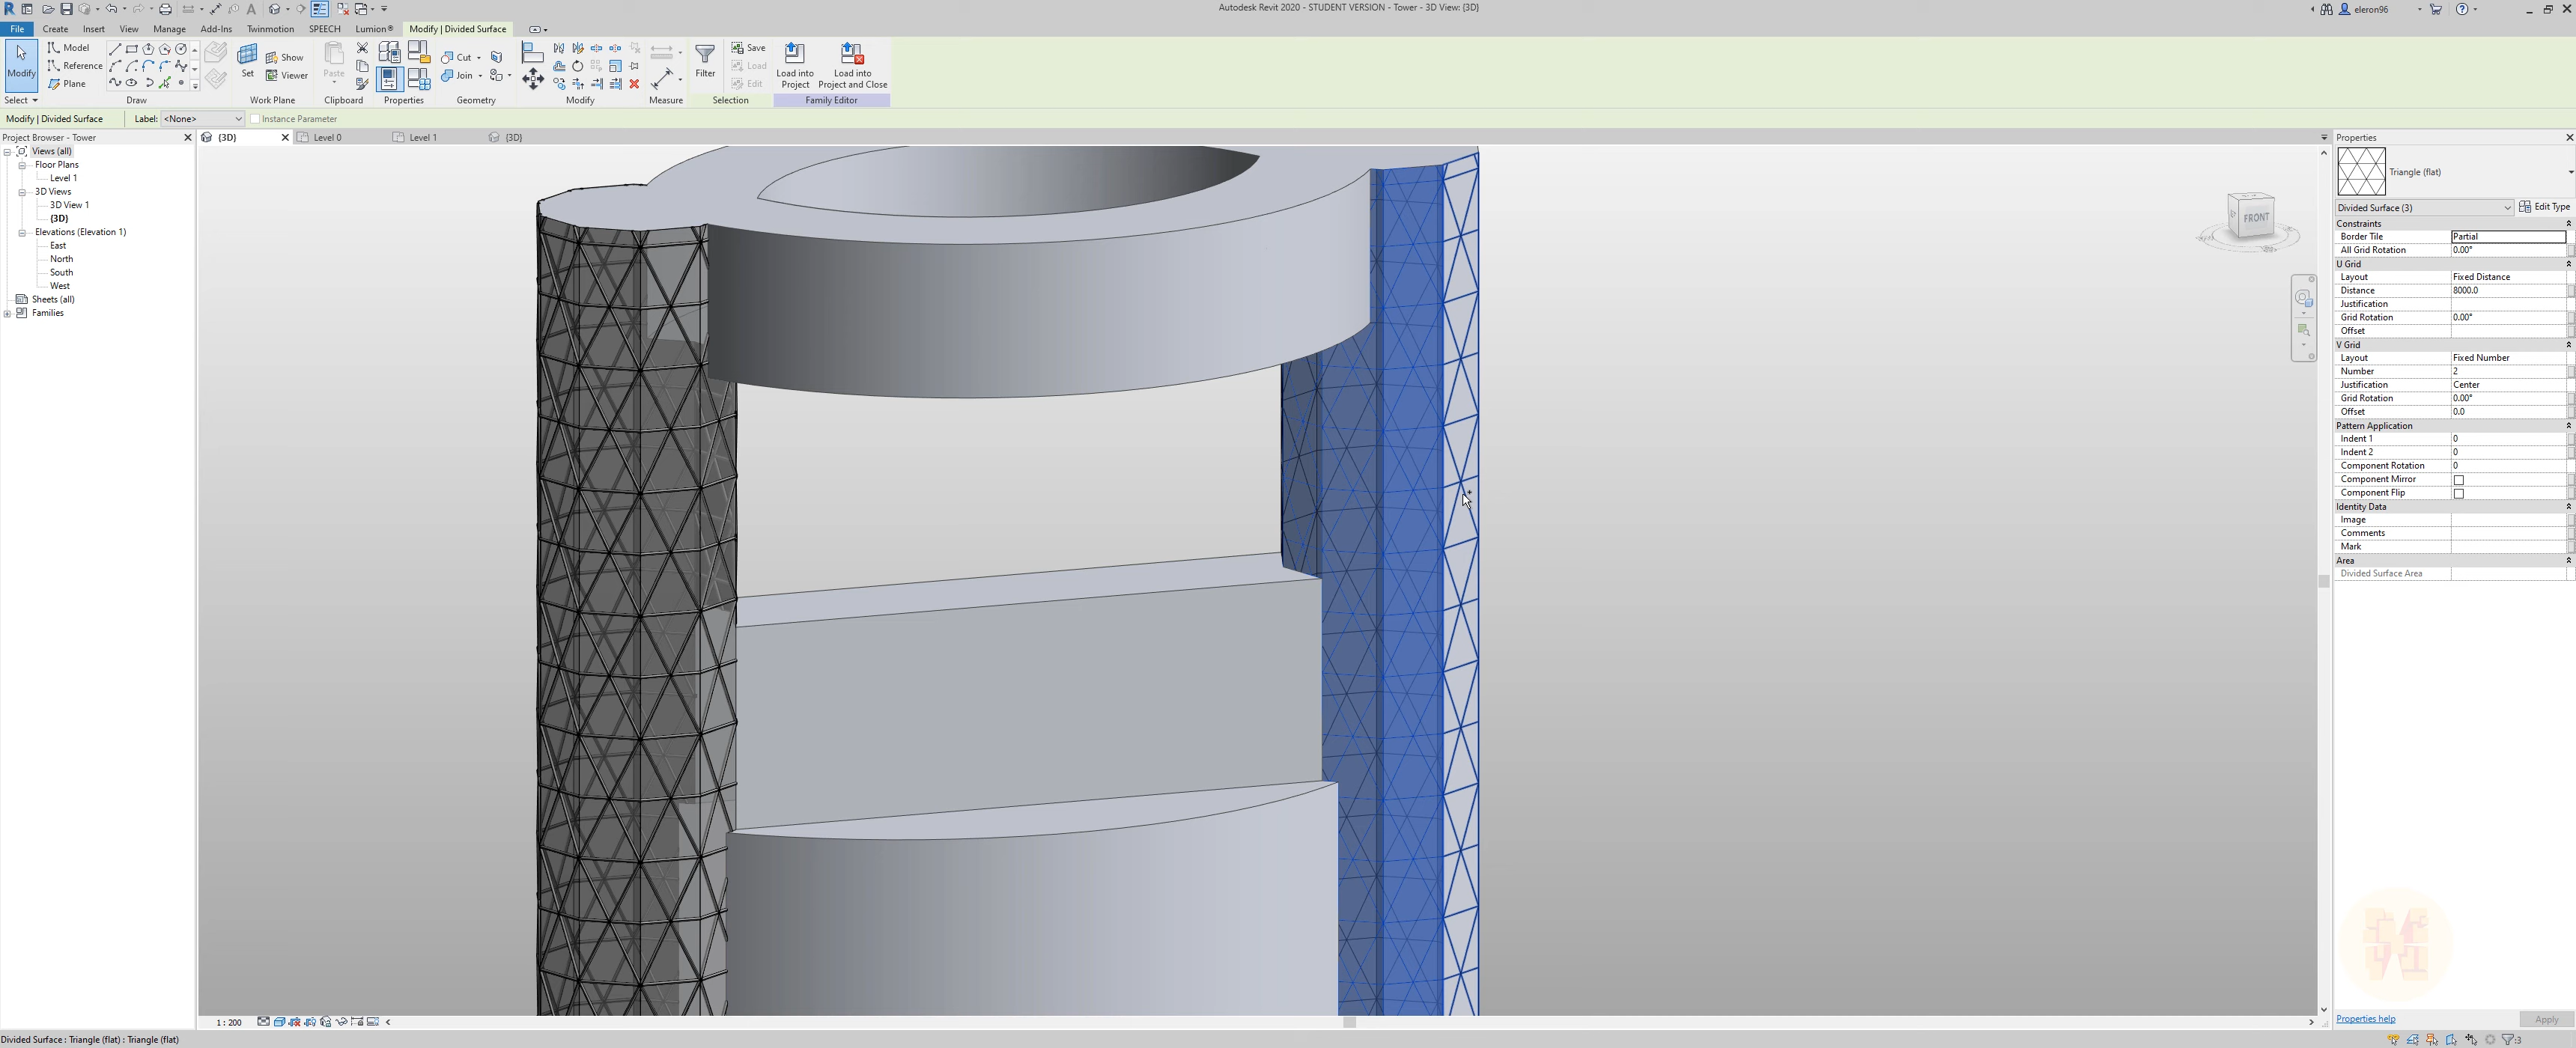 Autodesk Revit 2020 - STUDENT VERSION - Tower - 3D View: {3D}
eleron96
File Create Insert View Manage Add-Ins Twinmotion SPEECH Lumion® Modify | Divided Surface
Modify Model Reference Plane Set Show Viewer Paste Cut Join Filter Save Load Edit Load into Project Load into Project and Close
Select Draw Work Plane Clipboard Properties Geometry Modify Measure Selection Family Editor
Modify | Divided Surface Label: <None> Instance Parameter
Project Browser - Tower
{3D} Level 0 Level 1 {3D}
Views (all)
Floor Plans
Level 1
3D Views
3D View 1
{3D}
Elevations (Elevation 1)
East
North
South
West
Sheets (all)
Families
FRONT
Properties
Triangle (flat)
Divided Surface (3) Edit Type
Constraints
Border Tile Partial
All Grid Rotation 0.00°
U Grid
Layout Fixed Distance
Distance 8000.0
Justification
Grid Rotation 0.00°
Offset
V Grid
Layout Fixed Number
Number 2
Justification Center
Grid Rotation 0.00°
Offset 0.0
Pattern Application
Indent 1 0
Indent 2 0
Component Rotation 0
Component Mirror
Component Flip
Identity Data
Image
Comments
Mark
Area
Divided Surface Area
Properties help Apply
1 : 200
Divided Surface : Triangle (flat) : Triangle (flat)
:3